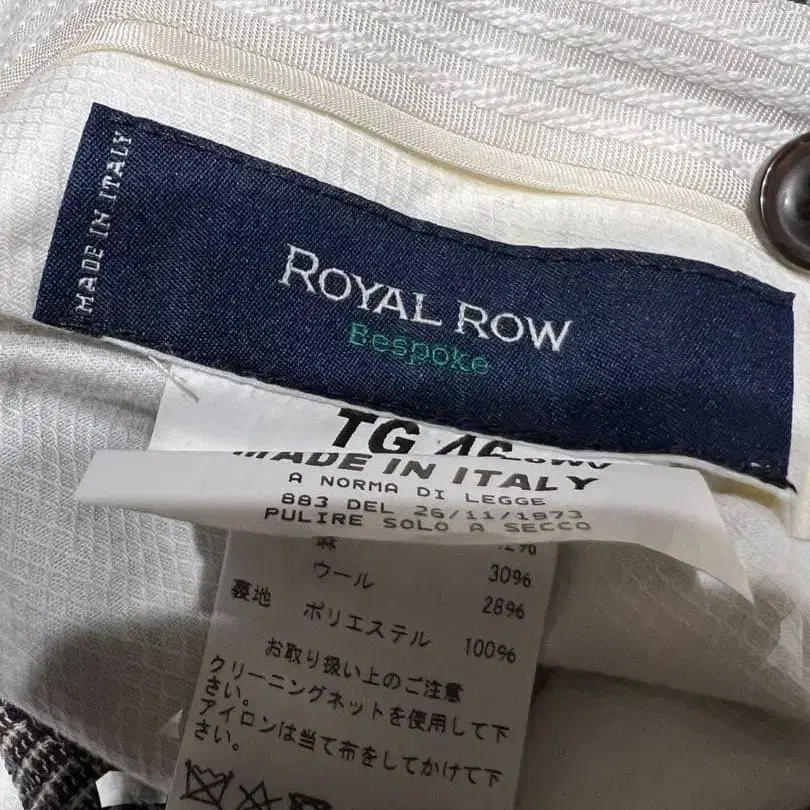 MADE IN ITALY
ROYAL ROW
Bespoke
TG 46
MADE IN ITALY
A NORMA DI LEGGE
883 DEL 26/11/1973
PULIRE SOLO A SECCO
麻
ウール 30%
28%
裏地 ポリエステル 100%
お取り扱い上のご注意
クリーニングネットを使用して下
さい。
アイロンは当て布をしてかけて下
さい。